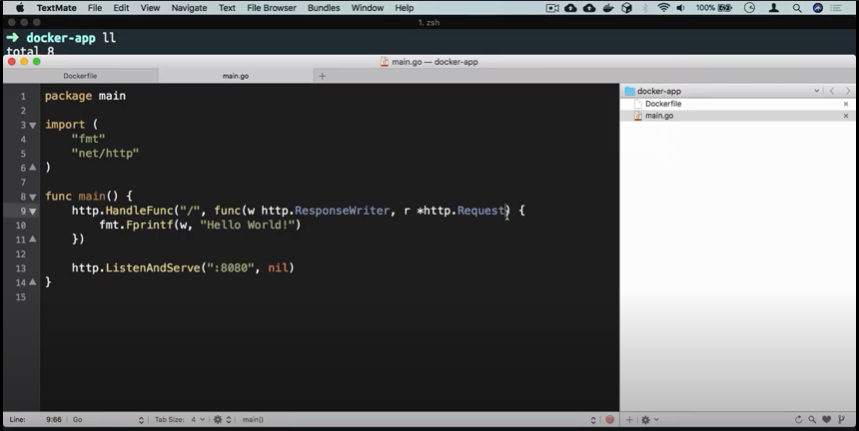 TextMate File Edit View Navigate Text File Browser Bundles Window Help 100%
1. zsh
→ docker-app ll
total 8
main.go — docker-app
Dockerfile main.go +
1 package main
2
3 import (
4 "fmt"
5 "net/http"
6 )
7
8 func main() {
9 http.HandleFunc("/", func(w http.ResponseWriter, r *http.Request) {
10 fmt.Fprintf(w, "Hello World!")
11 })
12
13 http.ListenAndServe(":8080", nil)
14 }
15
docker-app
Dockerfile
main.go
Line: 9:66 Go Tab Size: 4 main()